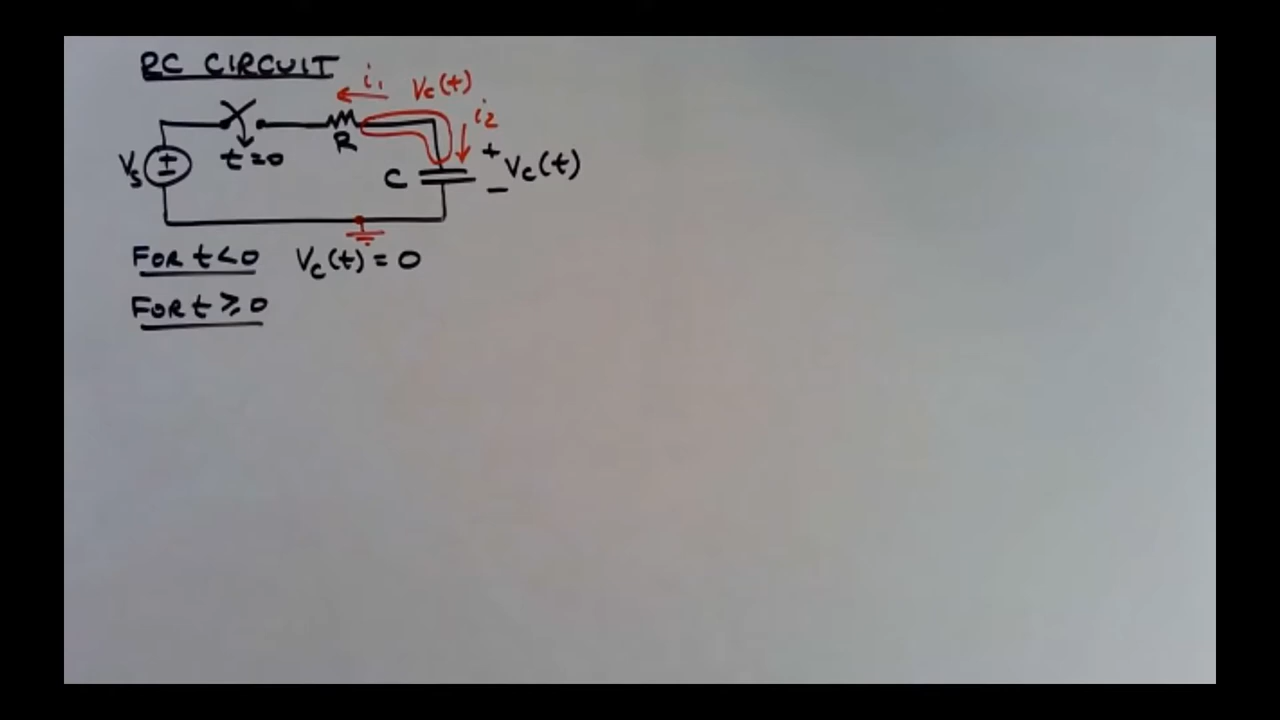 RC CIRCUIT
i₁ Vc(t)
i₂
R
t=0
Vs ±
C
+ Vc(t) −
FOR t<0 Vc(t) = 0
FOR t ≥ 0